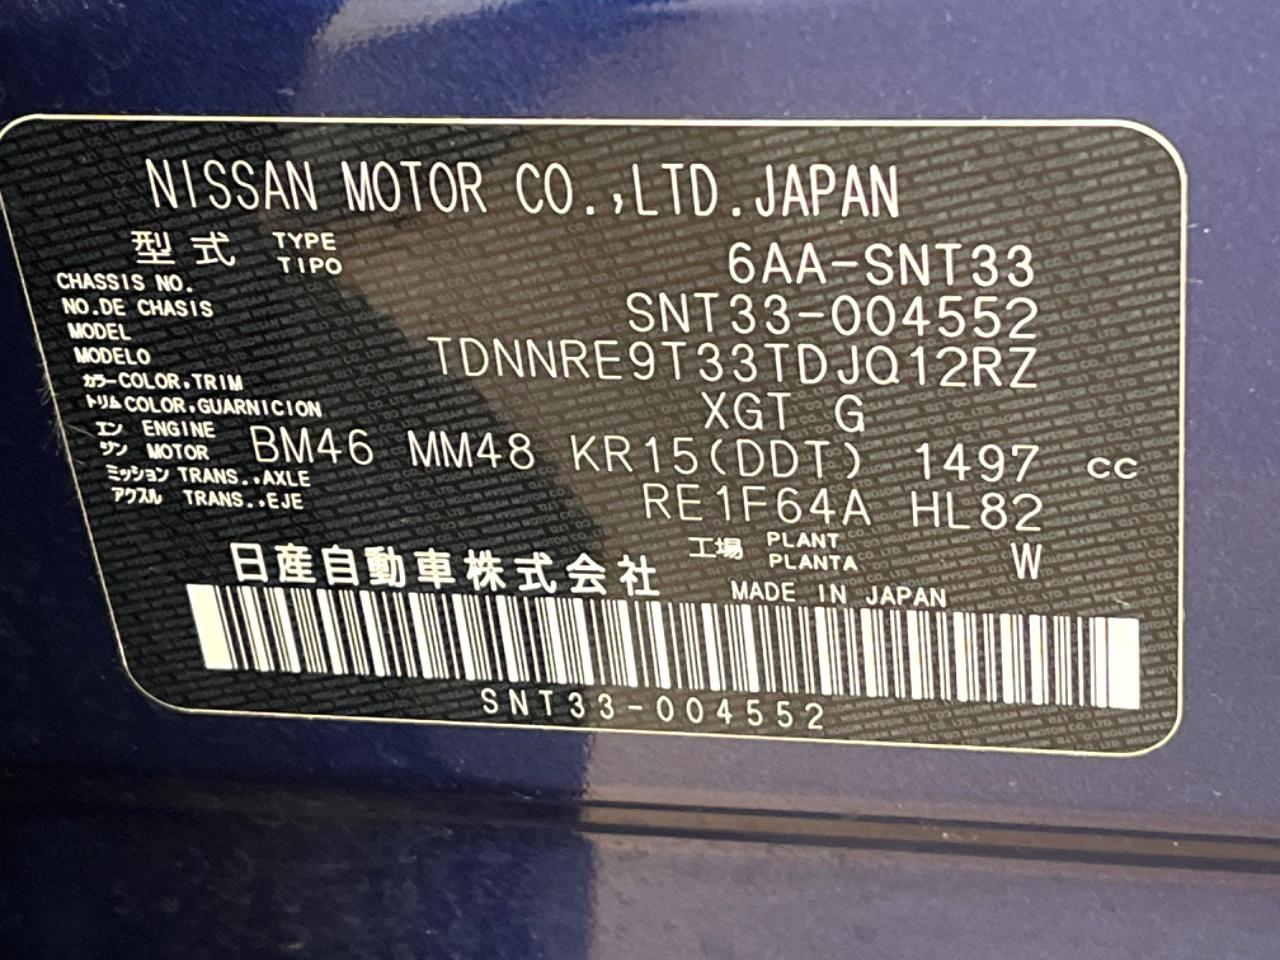 NISSAN MOTOR CO.,LTD.JAPAN
型式 TYPE TIPO 6AA-SNT33
CHASSIS NO.
NO.DE CHASIS SNT33-004552
MODEL
MODELO TDNNRE9T33TDJQ12RZ
カラー COLOR,TRIM
トリム COLOR,GUARNICION XGT G
エン ENGINE
ジン MOTOR BM46 MM48 KR15(DDT) 1497 cc
ミッション TRANS.,AXLE
アクスル TRANS.,EJE RE1F64A HL82
工場 PLANT PLANTA W
日産自動車株式会社 MADE IN JAPAN
SNT33-004552